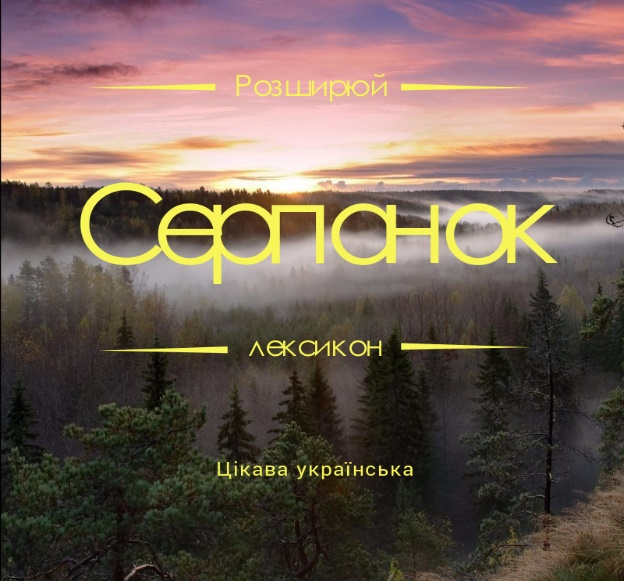 Розширюй
Серпанок
лексикон
Цікава українська